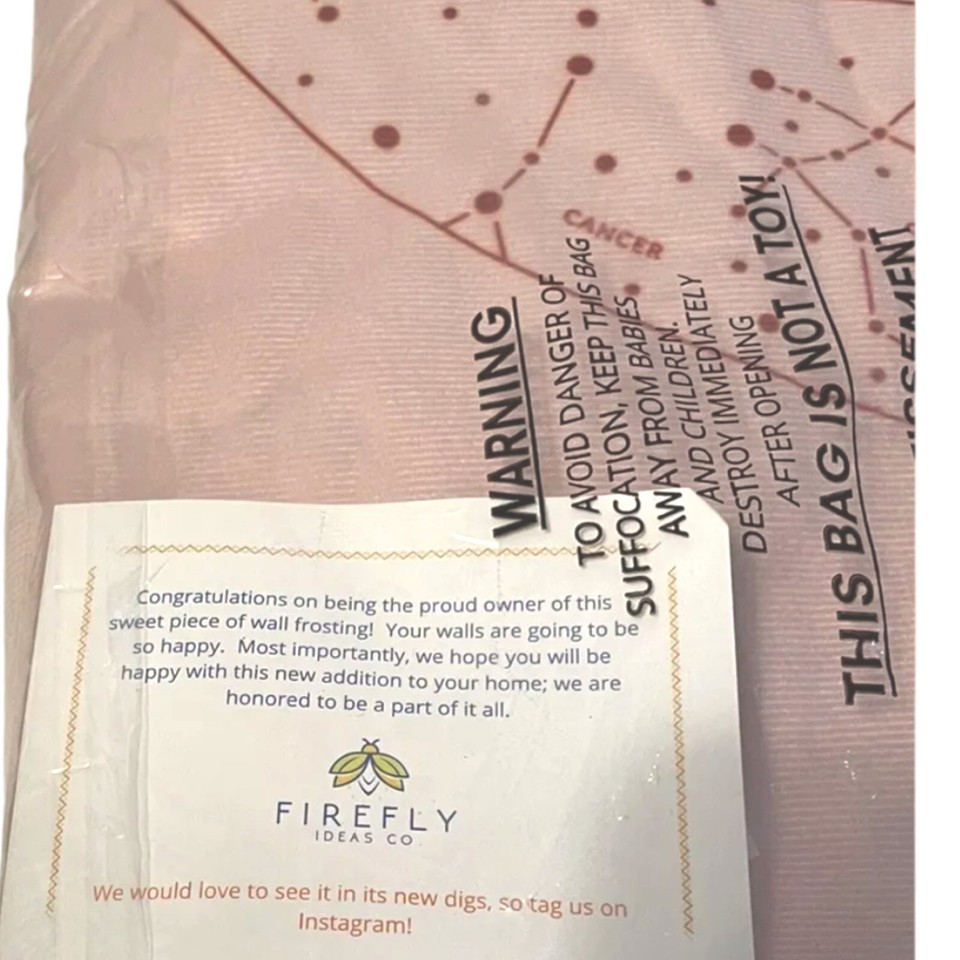 CANCER
WARNING
TO AVOID DANGER OF
SUFFOCATION, KEEP THIS BAG
AWAY FROM BABIES
AND CHILDREN.
DESTROY IMMEDIATELY
AFTER OPENING
THIS BAG IS NOT A TOY!
Congratulations on being the proud owner of this
sweet piece of wall frosting! Your walls are going to be
so happy. Most importantly, we hope you will be
happy with this new addition to your home; we are
honored to be a part of it all.
FIREFLY
IDEAS CO
We would love to see it in its new digs, so tag us on
Instagram!